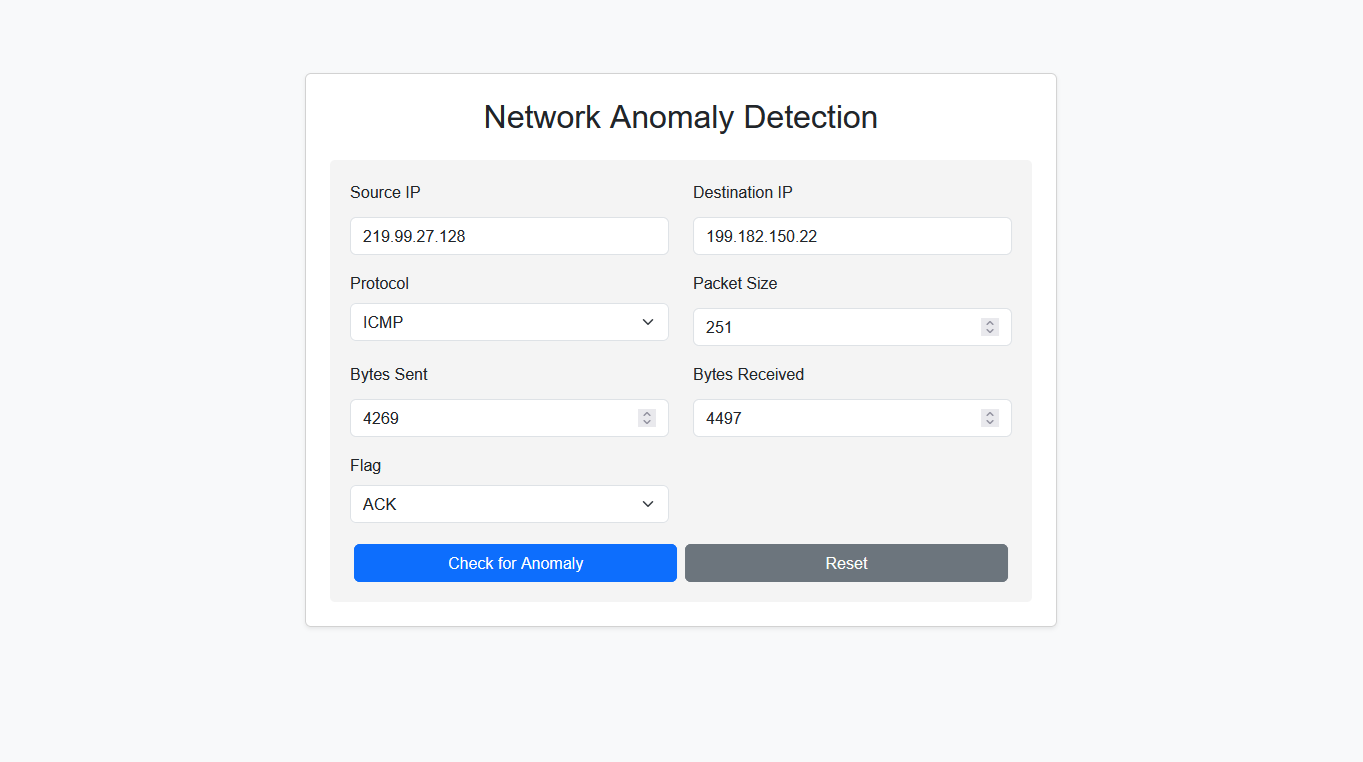 Network Anomaly Detection
Source IP
Destination IP
219.99.27.128
199.182.150.22
Protocol
Packet Size
ICMP
251
Bytes Sent
Bytes Received
4269
4497
Flag
ACK
Check for Anomaly
Reset